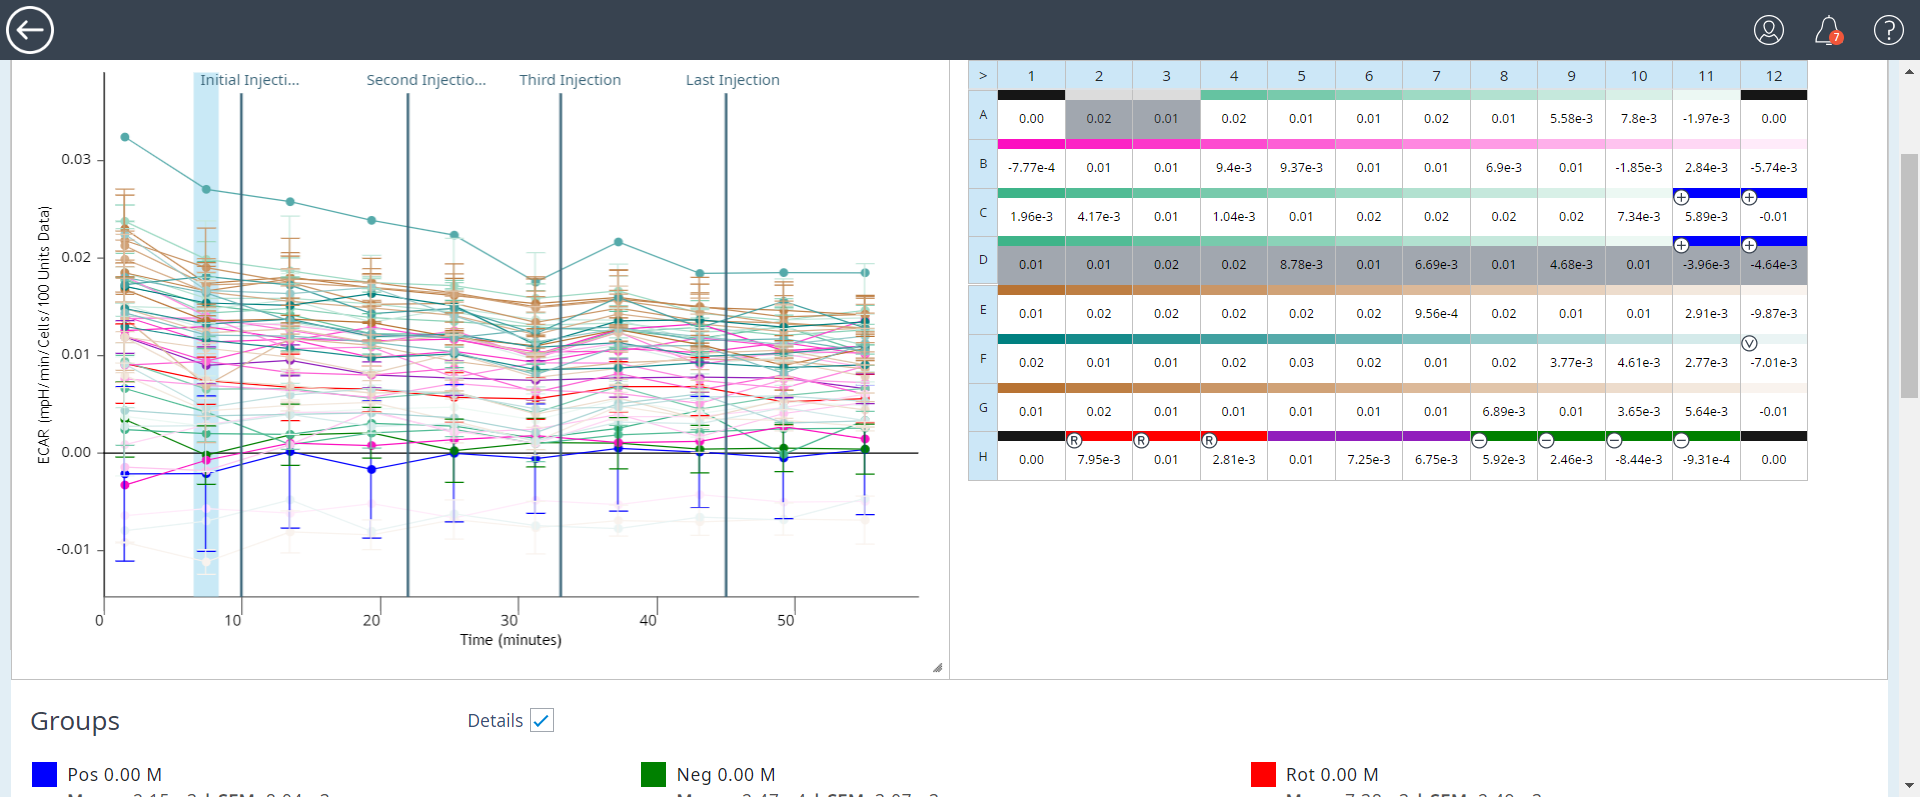 7
?
Initial Injecti...
Second Injectio...
Third Injection
Last Injection
ECAR (mpH/min/Cells/100 Units Data)
0.03
0.02
0.01
0.00
-0.01
0 10 20 30 40 50
Time (minutes)
> 1 2 3 4 5 6 7 8 9 10 11 12
A 0.00 0.02 0.01 0.02 0.01 0.01 0.02 0.01 5.58e-3 7.8e-3 -1.97e-3 0.00
B -7.77e-4 0.01 0.01 9.4e-3 9.37e-3 0.01 0.01 6.9e-3 0.01 -1.85e-3 2.84e-3 -5.74e-3
+ +
C 1.96e-3 4.17e-3 0.01 1.04e-3 0.01 0.02 0.02 0.02 0.02 7.34e-3 5.89e-3 -0.01
+ +
D 0.01 0.01 0.02 0.02 8.78e-3 0.01 6.69e-3 0.01 4.68e-3 0.01 -3.96e-3 -4.64e-3
E 0.01 0.02 0.02 0.02 0.02 0.02 9.56e-4 0.02 0.01 0.01 2.91e-3 -9.87e-3
V
F 0.02 0.01 0.01 0.02 0.03 0.02 0.01 0.02 3.77e-3 4.61e-3 2.77e-3 -7.01e-3
G 0.01 0.02 0.01 0.01 0.01 0.01 0.01 6.89e-3 0.01 3.65e-3 5.64e-3 -0.01
R R R − − − −
H 0.00 7.95e-3 0.01 2.81e-3 0.01 7.25e-3 6.75e-3 5.92e-3 2.46e-3 -8.44e-3 -9.31e-4 0.00
Groups
Details
Pos 0.00 M
Neg 0.00 M
Rot 0.00 M